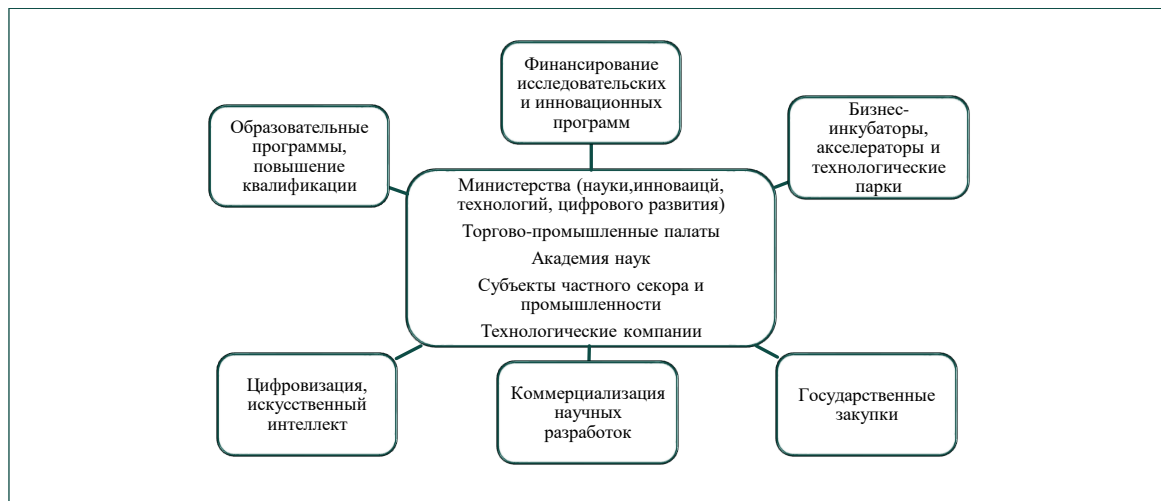 Финансирование
исследовательских
и инновационных
программ
Образовательные
программы,
повышение
квалификации
Бизнес-
инкубаторы,
акселераторы и
технологические
парки
Министерства (науки,инноваицй,
технологий, цифрового развития)
Торгово-промышленные палаты
Академия наук
Субъекты частного секора и
промышленности
Технологические компании
Цифровизация,
искусственный
интеллект
Коммерциализация
научных
разработок
Государственные
закупки